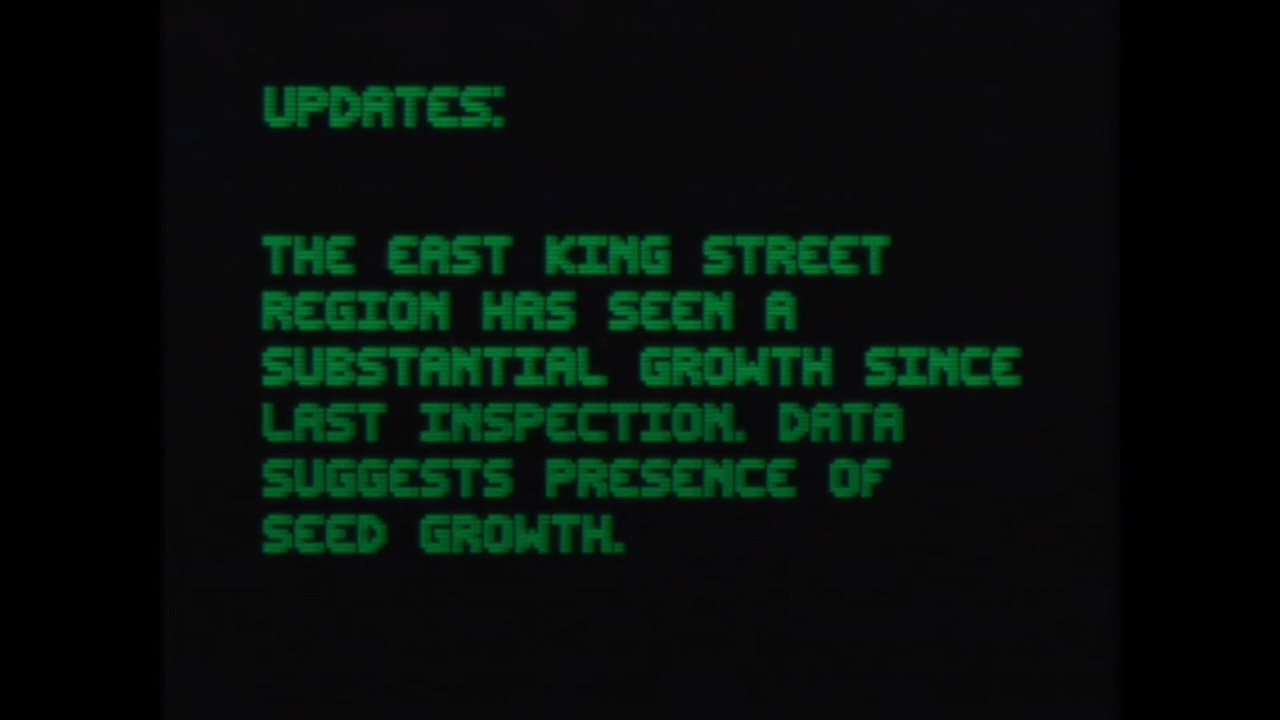 UPDATES:
THE EAST KING STREET
REGION HAS SEEN A
SUBSTANTIAL GROWTH SINCE
LAST INSPECTION. DATA
SUGGESTS PRESENCE OF
SEED GROWTH.